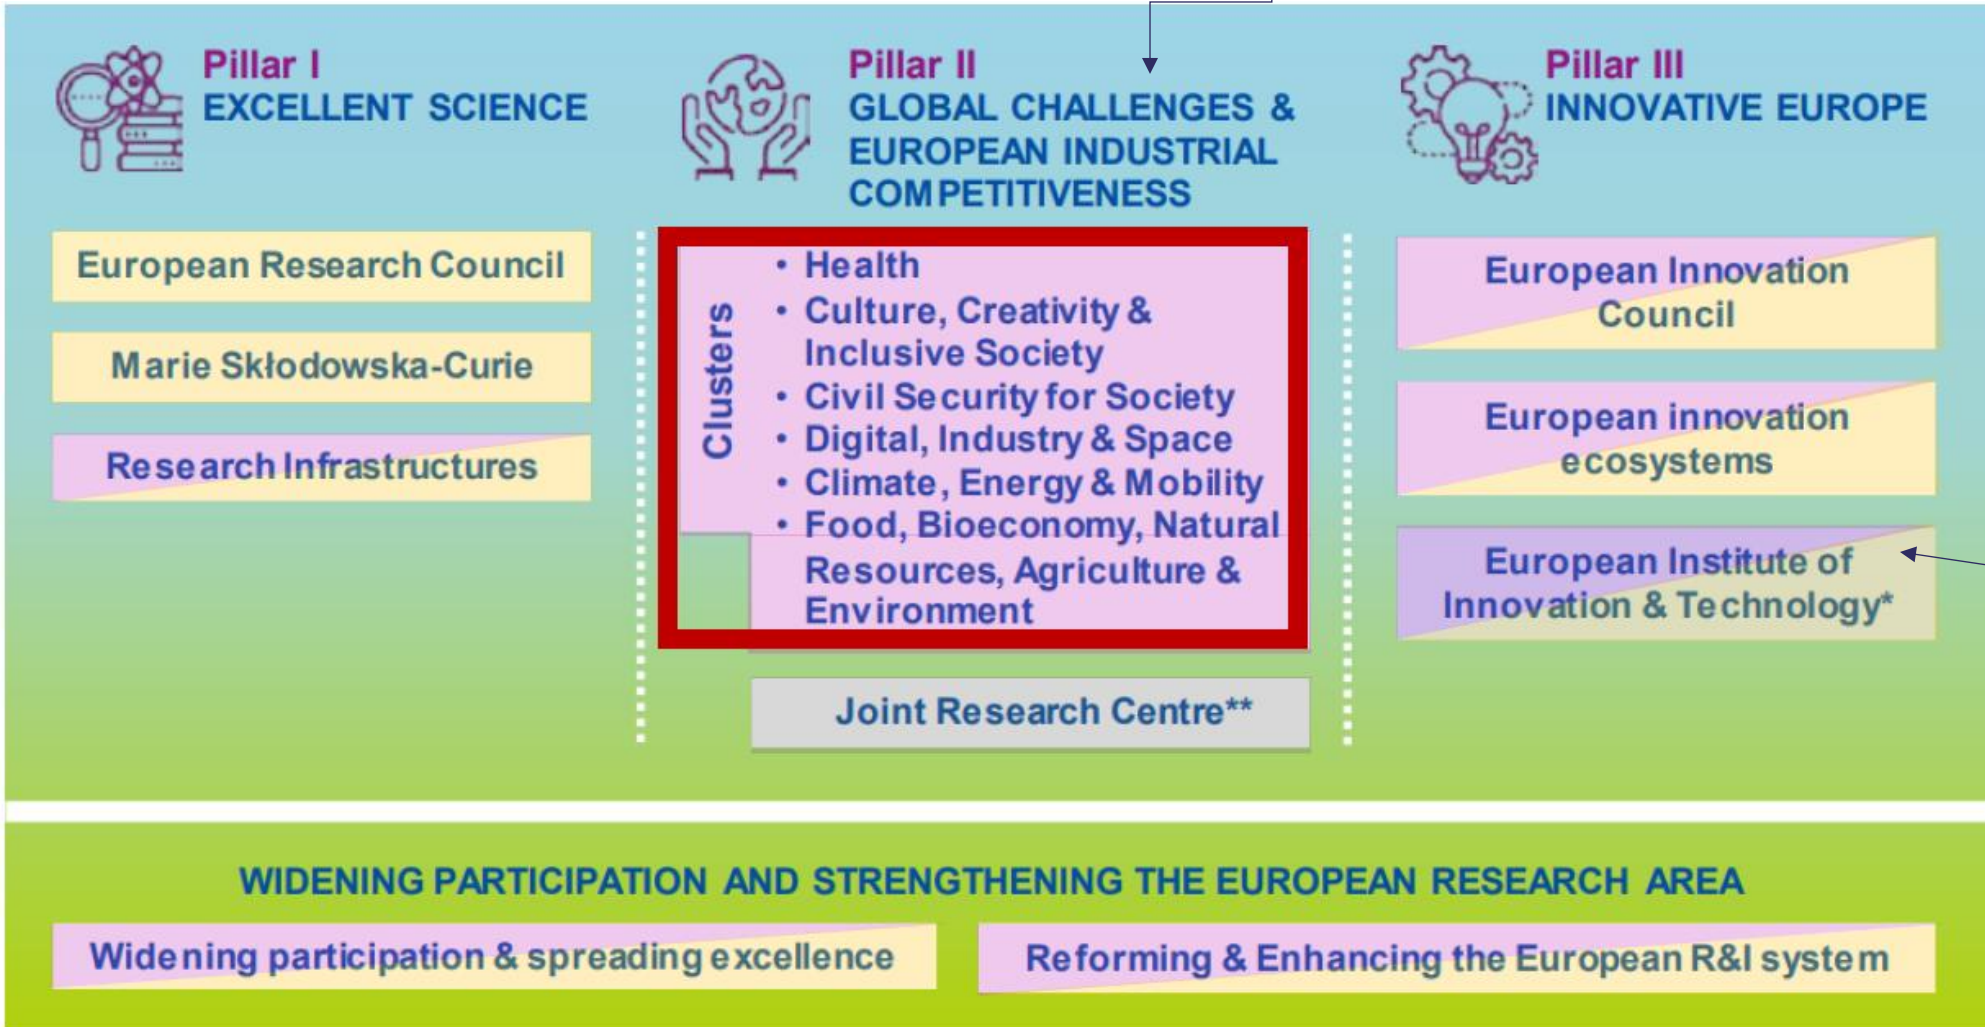 Pillar I
EXCELLENT SCIENCE
European Research Council
Marie Skłodowska-Curie
Research Infrastructures
Pillar II
GLOBAL CHALLENGES &
EUROPEAN INDUSTRIAL
COMPETITIVENESS
Clusters
• Health
• Culture, Creativity &
Inclusive Society
• Civil Security for Society
• Digital, Industry & Space
• Climate, Energy & Mobility
• Food, Bioeconomy, Natural
Resources, Agriculture &
Environment
Joint Research Centre**
Pillar III
INNOVATIVE EUROPE
European Innovation
Council
European innovation
ecosystems
European Institute of
Innovation & Technology*
WIDENING PARTICIPATION AND STRENGTHENING THE EUROPEAN RESEARCH AREA
Widening participation & spreading excellence
Reforming & Enhancing the European R&I system